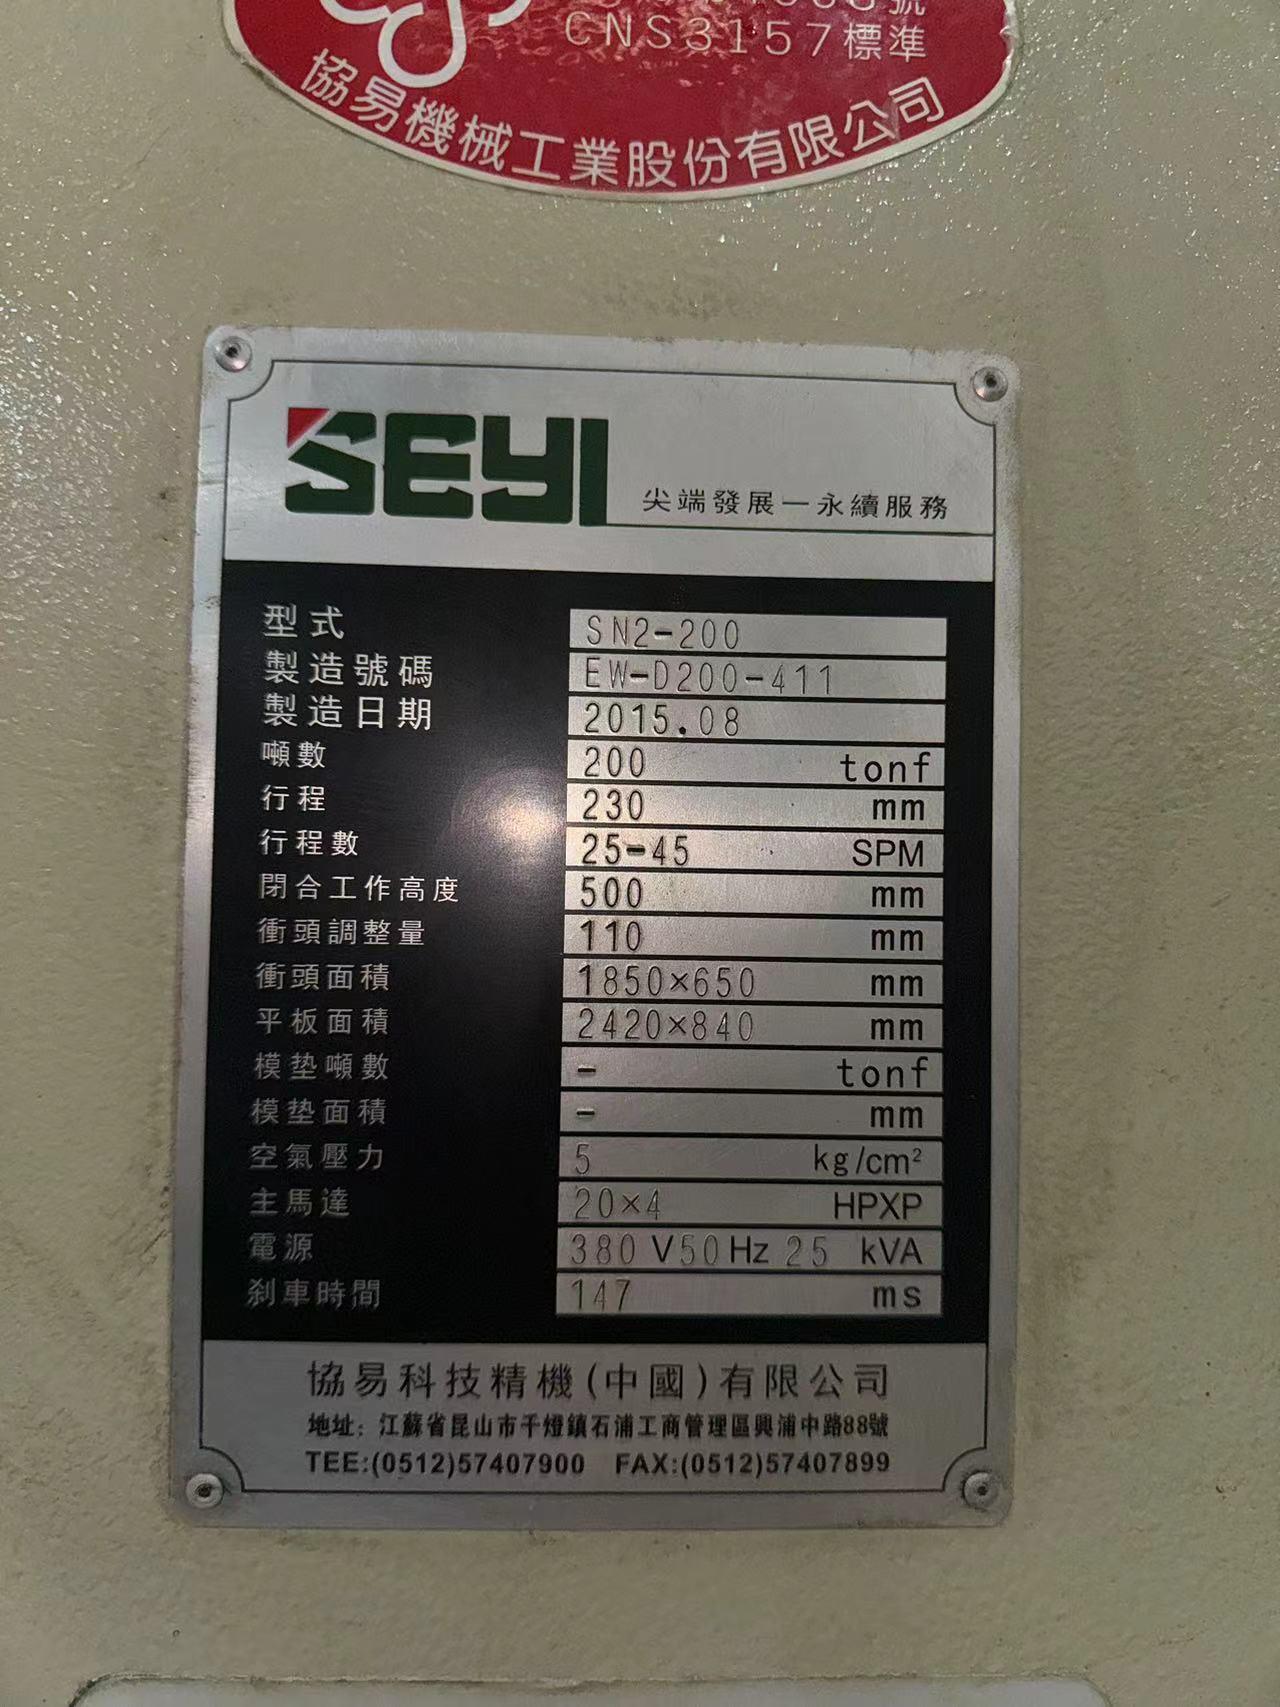 CNS3157標準
協易機械工業股份有限公司
SEYI
尖端發展一永續服務
型式 SN2-200
製造號碼 EW-D200-411
製造日期 2015.08
噸數 200 tonf
行程 230 mm
行程數 25-45 SPM
閉合工作高度 500 mm
衝頭調整量 110 mm
衝頭面積 1850×650 mm
平板面積 2420×840 mm
模垫噸數 - tonf
模垫面積 - mm
空氣壓力 5 kg/cm²
主馬達 20×4 HPXP
電源 380 V 50 Hz 25 kVA
刹車時間 147 ms
協易科技精機(中國)有限公司
地址: 江蘇省昆山市千燈鎮石浦工商管理區興浦中路88號
TEE:(0512)57407900 FAX:(0512)57407899